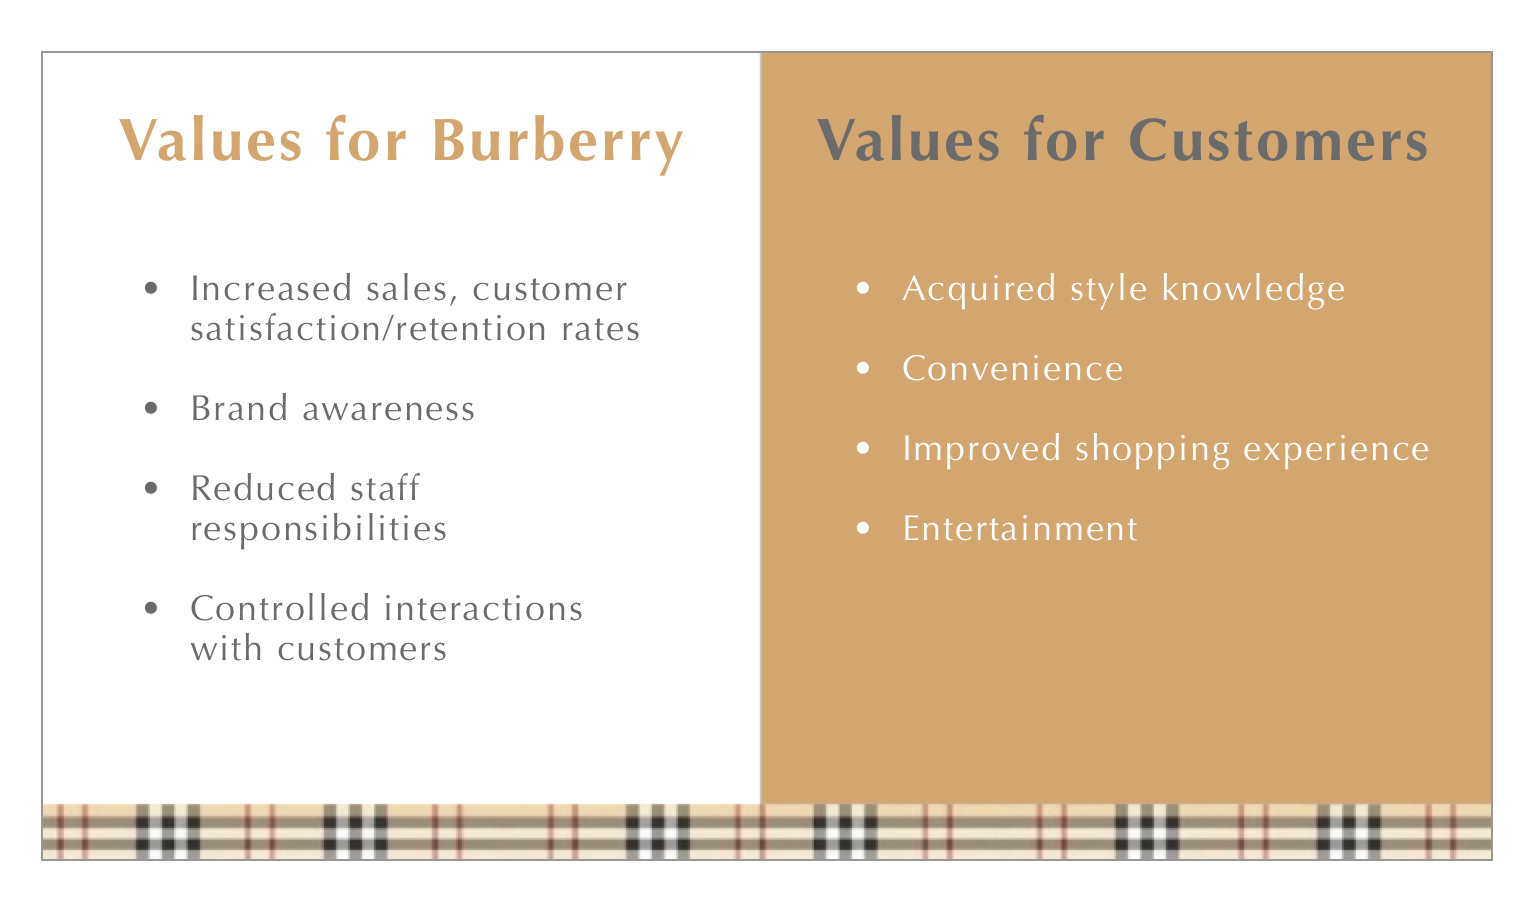 Values for Burberry
• Increased sales, customer
satisfaction/retention rates
• Brand awareness
• Reduced staff
responsibilities
• Controlled interactions
with customers
Values for Customers
• Acquired style knowledge
• Convenience
• Improved shopping experience
• Entertainment